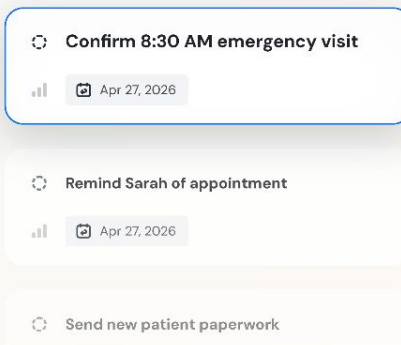 Confirm 8:30 AM emergency visit
Apr 27, 2026
Remind Sarah of appointment
Apr 27, 2026
Send new patient paperwork